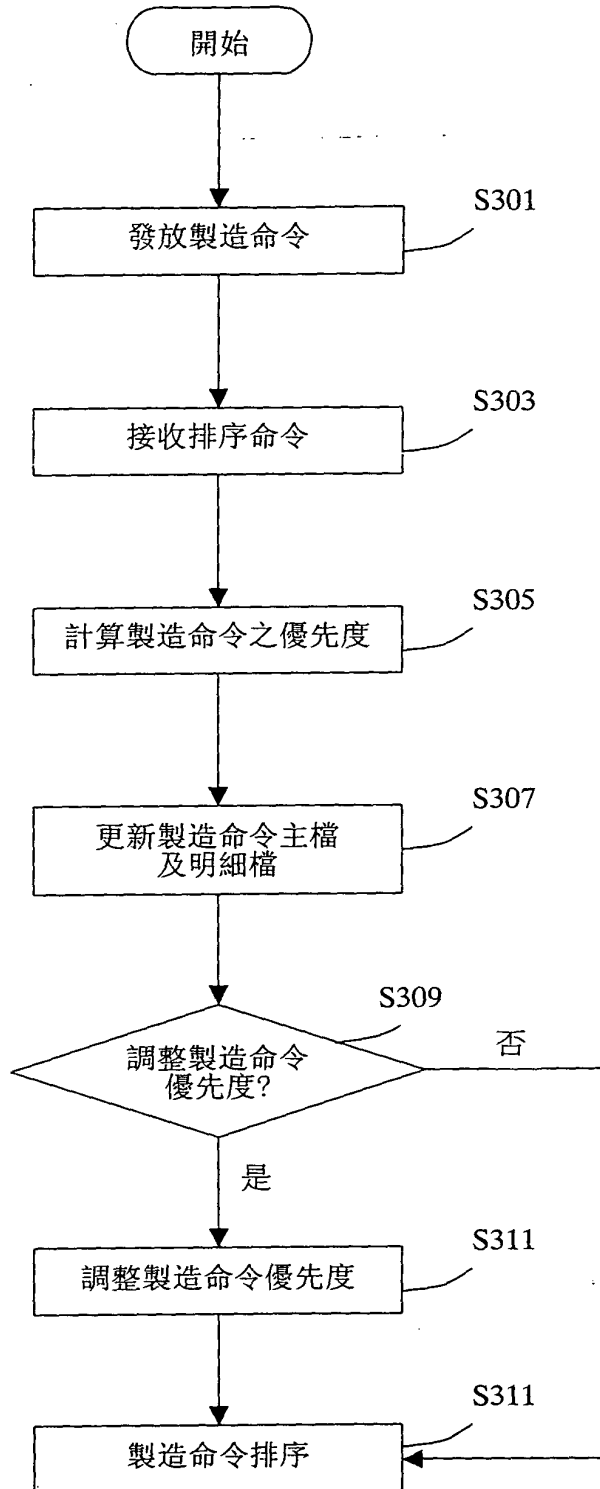 開始
S301
發放製造命令
S303
接收排序命令
S305
計算製造命令之優先度
S307
更新製造命令主檔
及明細檔
S309
調整製造命令
優先度?
否
是
S311
調整製造命令優先度
S311
製造命令排序